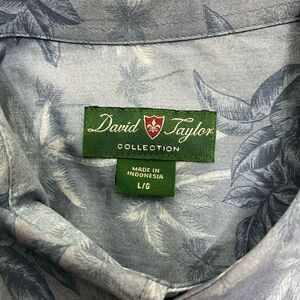 David Taylor
COLLECTION
MADE IN
INDONESIA
L/G